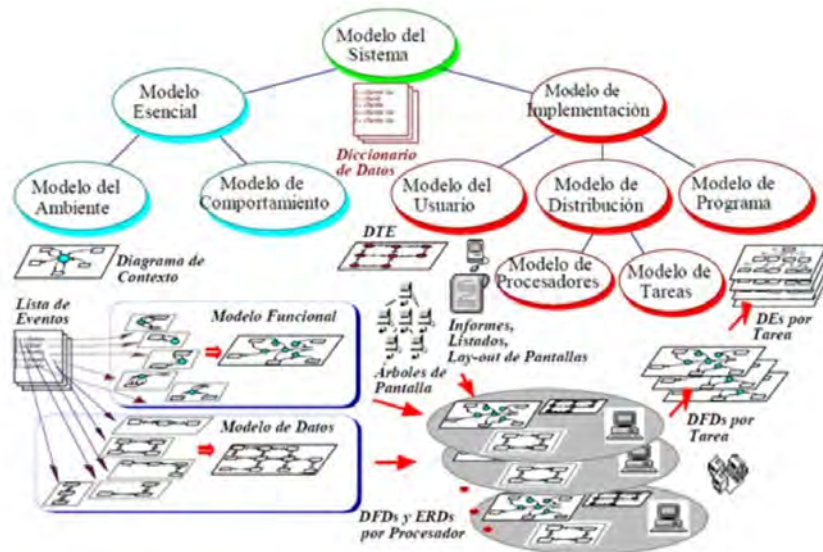 Modelo del
Sistema
Modelo
Esencial
Modelo de
Implementación
Diccionario
de Datos
Modelo del
Ambiente
Modelo de
Comportamiento
Modelo del
Usuario
Modelo de
Distribución
Modelo de
Programa
DTE
Diagrama de
Contexto
Modelo de
Procesadores
Modelo de
Tareas
Lista de
Eventos
Modelo Funcional
Informes,
Listados,
Lay-out de Pantallas
DEs por
Tarea
Arboles de
Pantalla
Modelo de Datos
DFDs por
Tarea
DFDs y ERDs
por Procesador